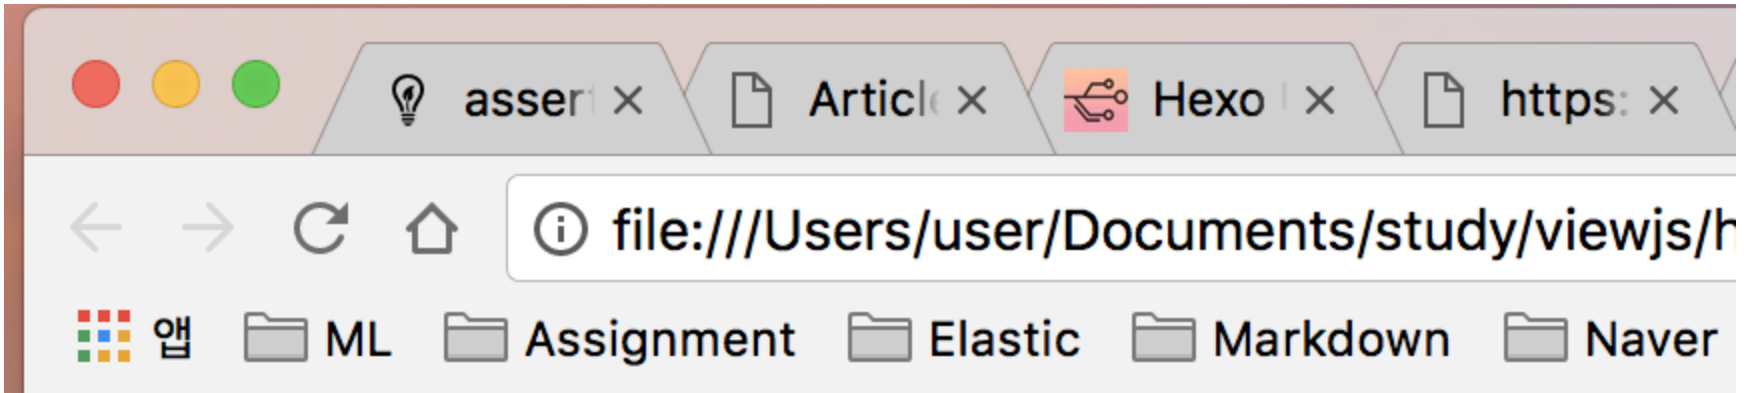 asser Articl Hexo https:
file:///Users/user/Documents/study/viewjs/h
앱 ML Assignment Elastic Markdown Naver